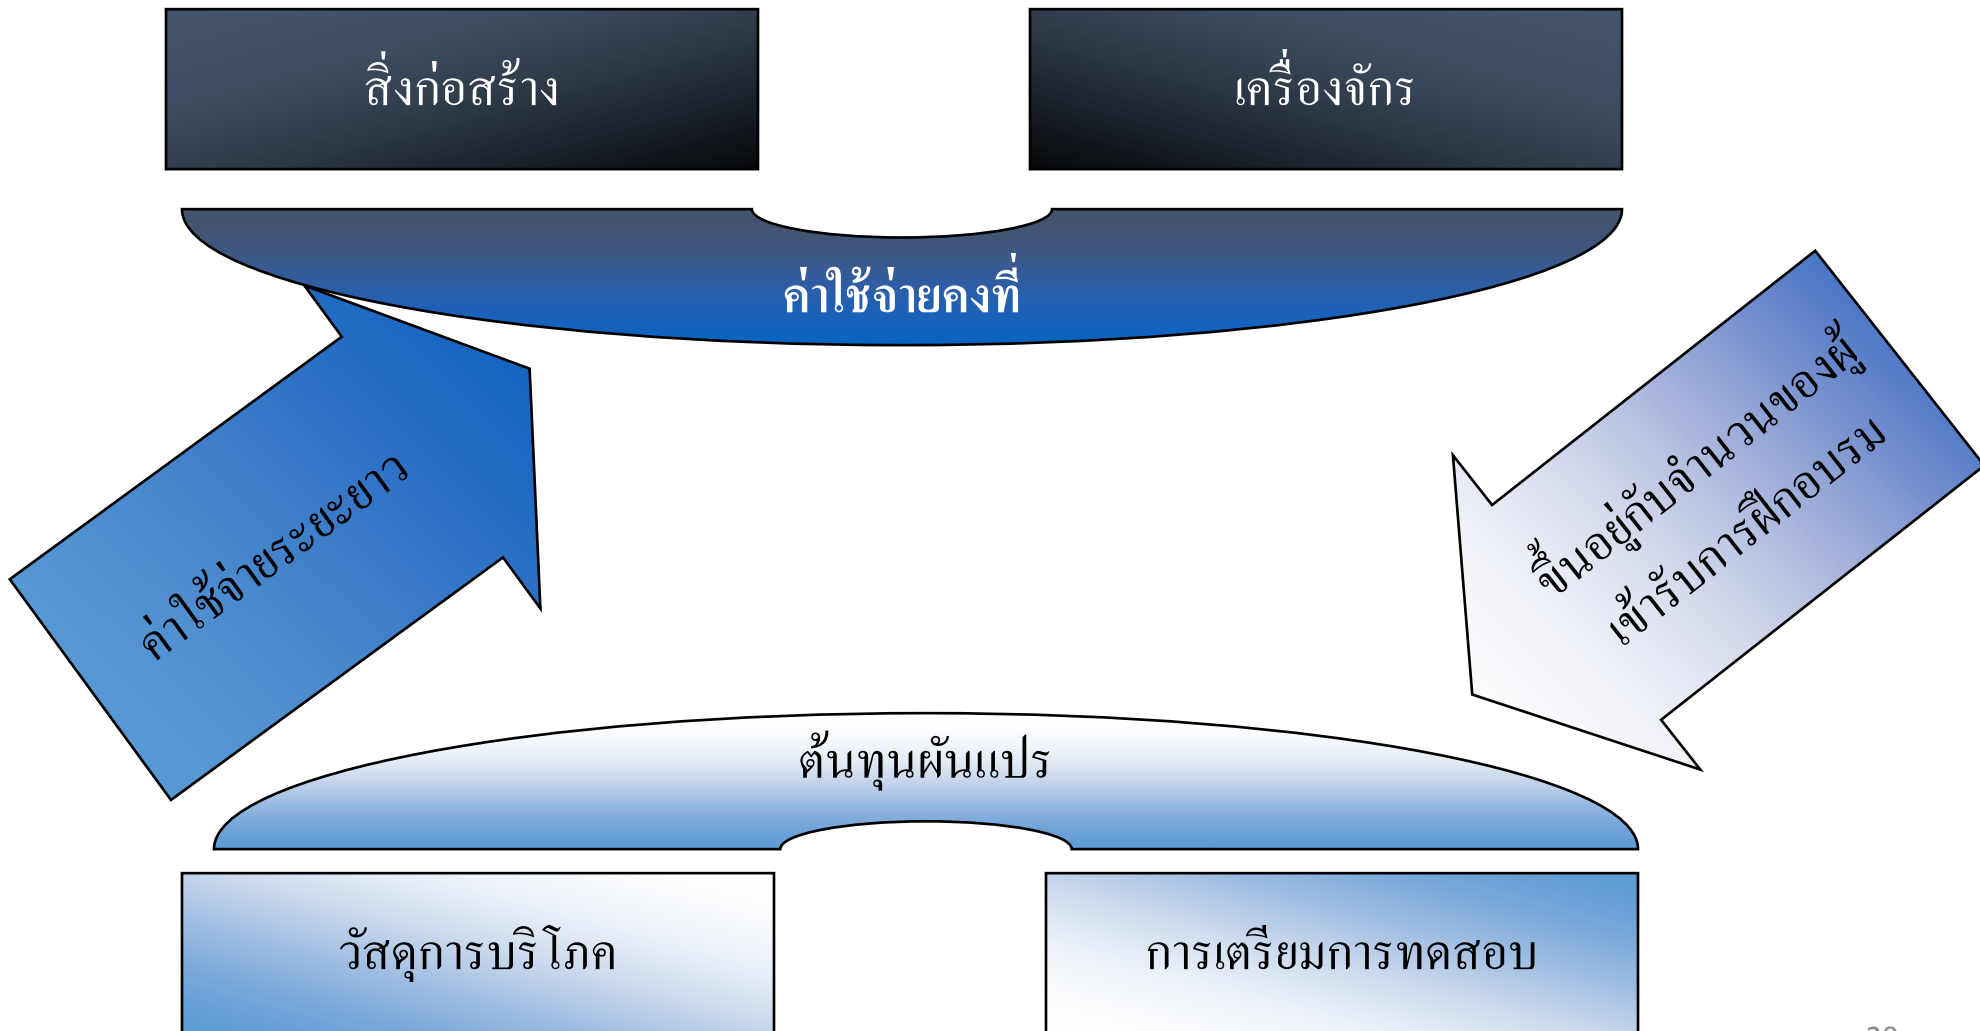 สิ่งก่อสร้าง
เครื่องจักร
ค่าใช้จ่ายคงที่
ค่าใช้จ่ายระยะยาว
ขึ้นอยู่กับจำนวนของผู้
เข้ารับการฝึกอบรม
ต้นทุนผันแปร
วัสดุการบริโภค
การเตรียมการทดสอบ